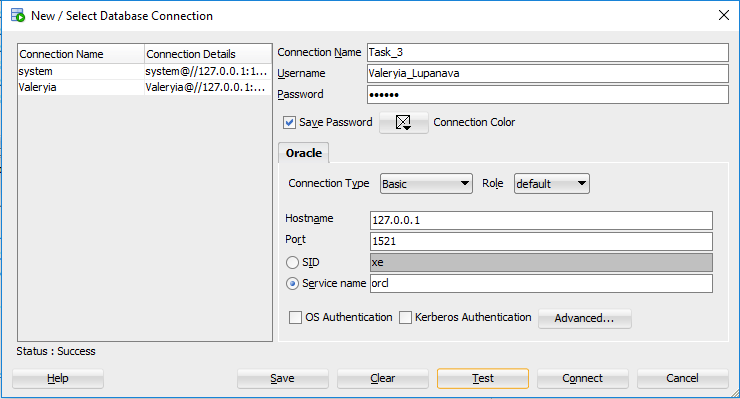 New / Select Database Connection
Connection Name Connection Details
system system@//127.0.0.1:1...
Valeryia Valeryia@//127.0.0.1:...
Connection Name Task_3
Username Valeryia_Lupanava
Password ••••••
Save Password Connection Color
Oracle
Connection Type Basic Role default
Hostname 127.0.0.1
Port 1521
SID xe
Service name orcl
OS Authentication Kerberos Authentication Advanced...
Status : Success
Help Save Clear Test Connect Cancel